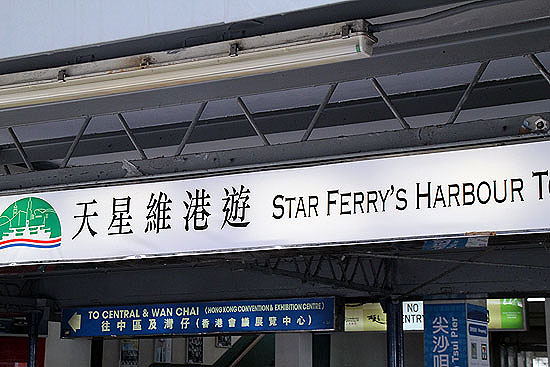 天星維港遊 STAR FERRY'S HARBOUR
TO CENTRAL & WAN CHAI (HONG KONG CONVENTION & EXHIBITION CENTRE)
往中區及灣仔(香港會議展覽中心)
NO
尖沙咀
Tsui Pier